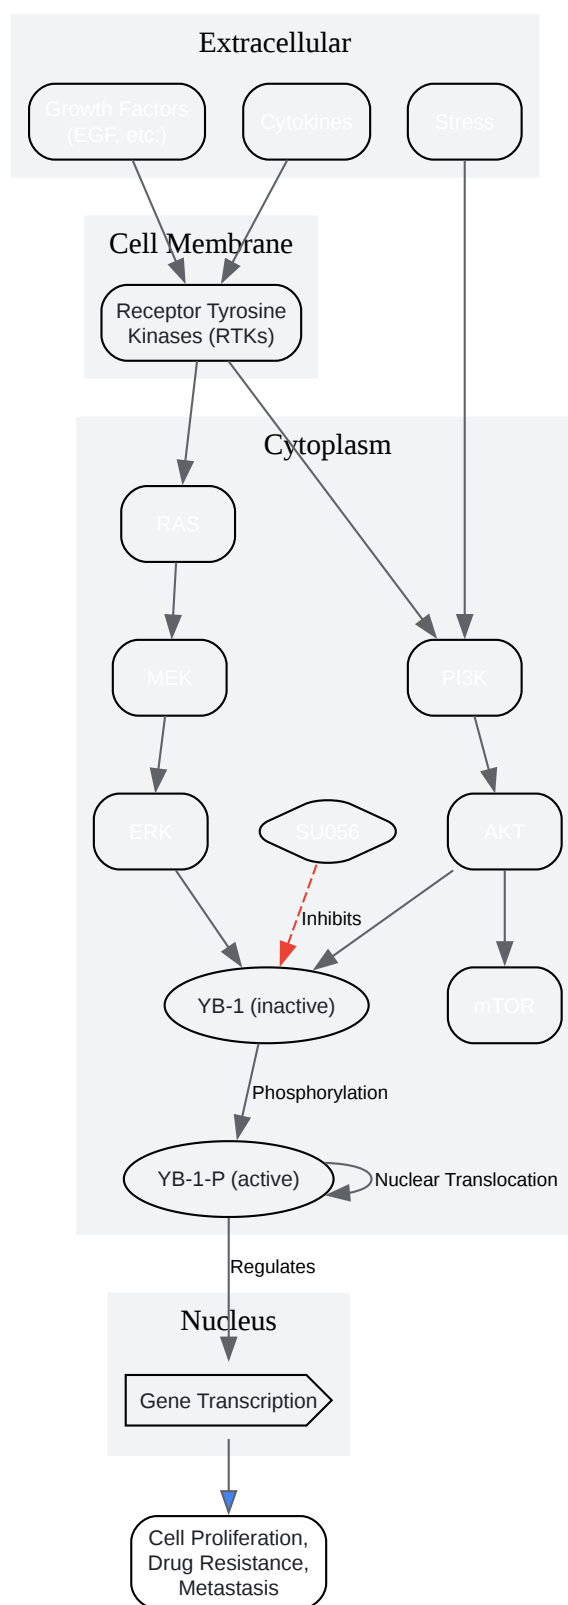 Extracellular
Growth Factors
(EGF, etc.)
Cytokines
Stress
Cell Membrane
Receptor Tyrosine
Kinases (RTKs)
Cytoplasm
RAS
MEK
PI3K
ERK
SU056
AKT
Inhibits
YB-1 (inactive)
mTOR
Phosphorylation
YB-1-P (active)
Nuclear Translocation
Regulates
Nucleus
Gene Transcription
Cell Proliferation,
Drug Resistance,
Metastasis